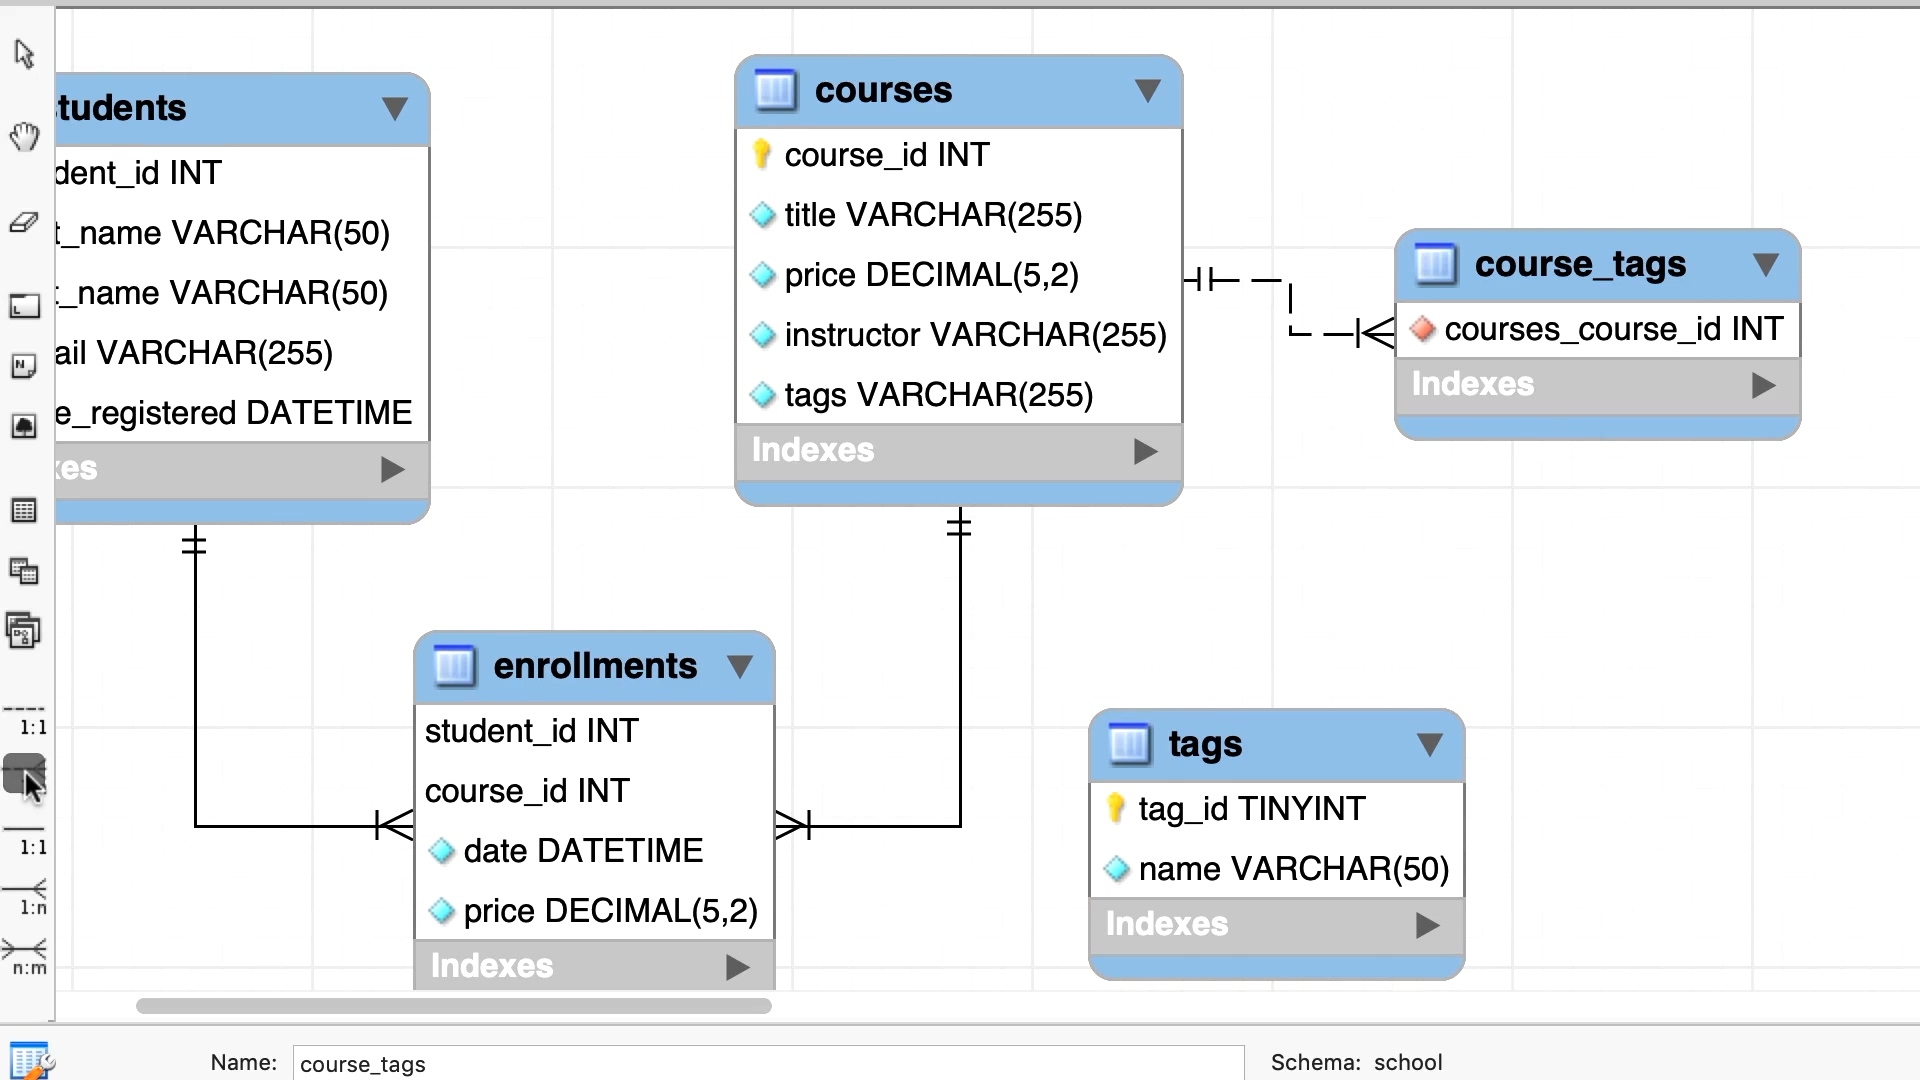 tudents
dent_id INT
t_name VARCHAR(50)
t_name VARCHAR(50)
ail VARCHAR(255)
e_registered DATETIME
xes
courses
course_id INT
title VARCHAR(255)
price DECIMAL(5,2)
instructor VARCHAR(255)
tags VARCHAR(255)
Indexes
course_tags
courses_course_id INT
Indexes
enrollments
student_id INT
course_id INT
date DATETIME
price DECIMAL(5,2)
Indexes
tags
tag_id TINYINT
name VARCHAR(50)
Indexes
1:1
1:1
1:n
n:m
Name: course_tags
Schema: school